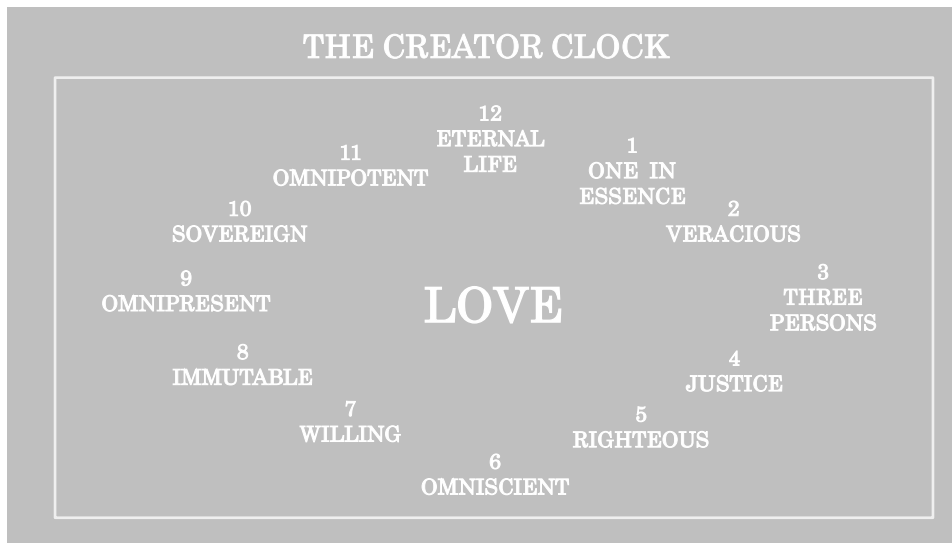 THE CREATOR CLOCK
12
ETERNAL
LIFE
1
ONE IN
ESSENCE
2
VERACIOUS
3
THREE
PERSONS
4
JUSTICE
5
RIGHTEOUS
6
OMNISCIENT
7
WILLING
8
IMMUTABLE
9
OMNIPRESENT
10
SOVEREIGN
11
OMNIPOTENT
LOVE